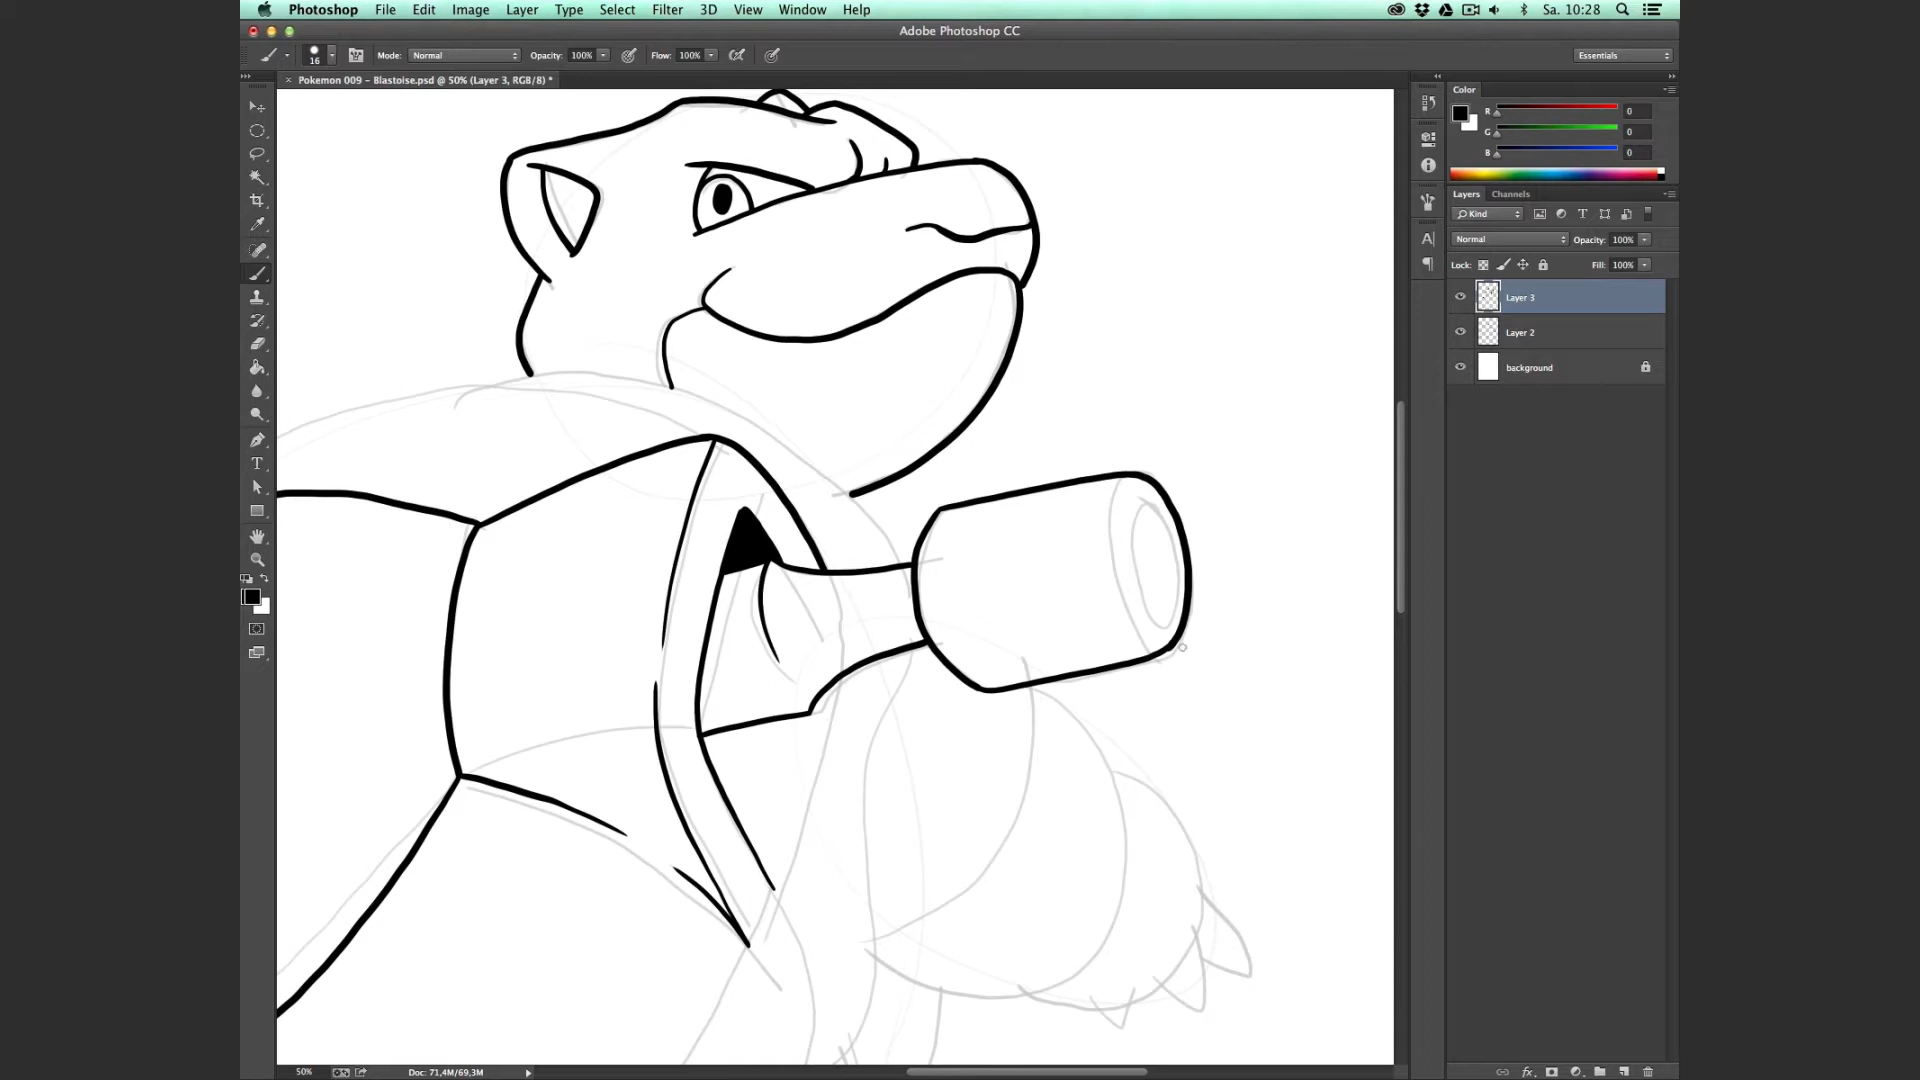 Photoshop File Edit Image Layer Type Select Filter 3D View Window Help Sa. 10:28
Adobe Photoshop CC
16 Mode: Normal Opacity: 100% Flow: 100% Essentials
× Pokemon 009 – Blastoise.psd @ 50% (Layer 3, RGB/8) *
Color
R 0
G 0
B 0
Layers Channels
Kind
Normal Opacity: 100%
Lock: Fill: 100%
Layer 3
Layer 2
background
50% Doc: 71,4M/69,3M